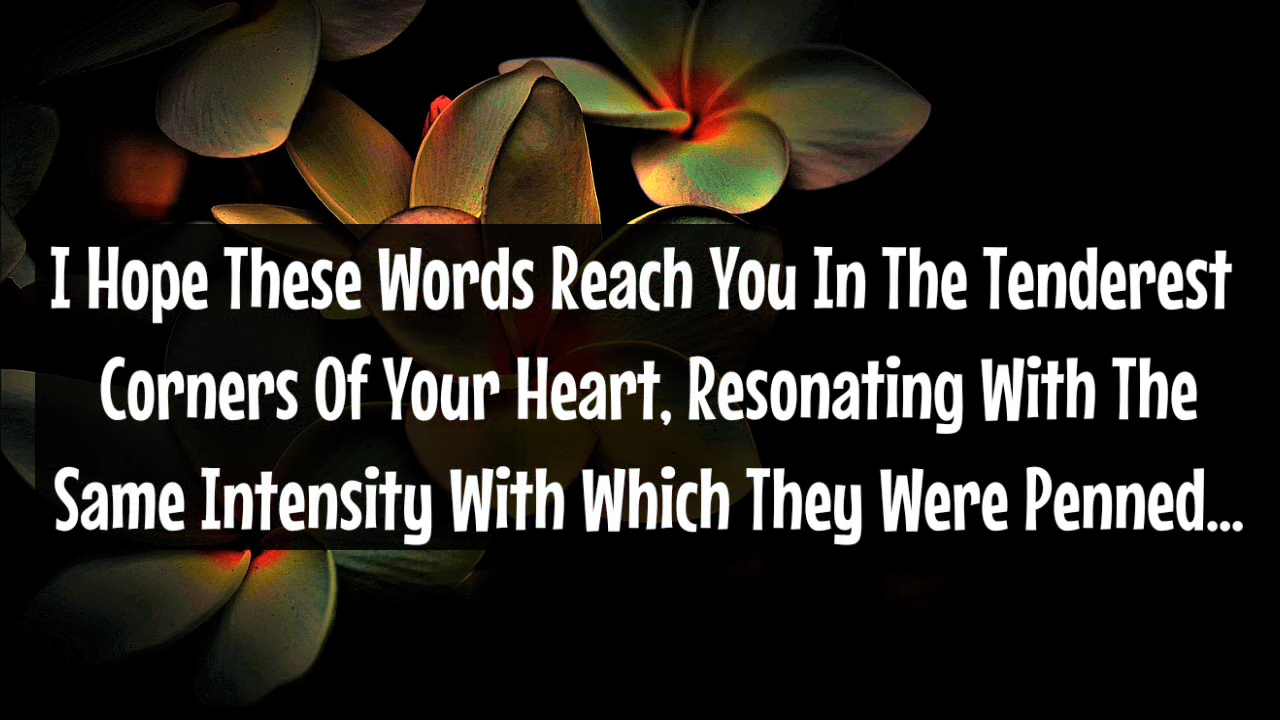 I Hope These Words Reach You In The Tenderest
Corners Of Your Heart, Resonating With The
Same Intensity With Which They Were Penned...